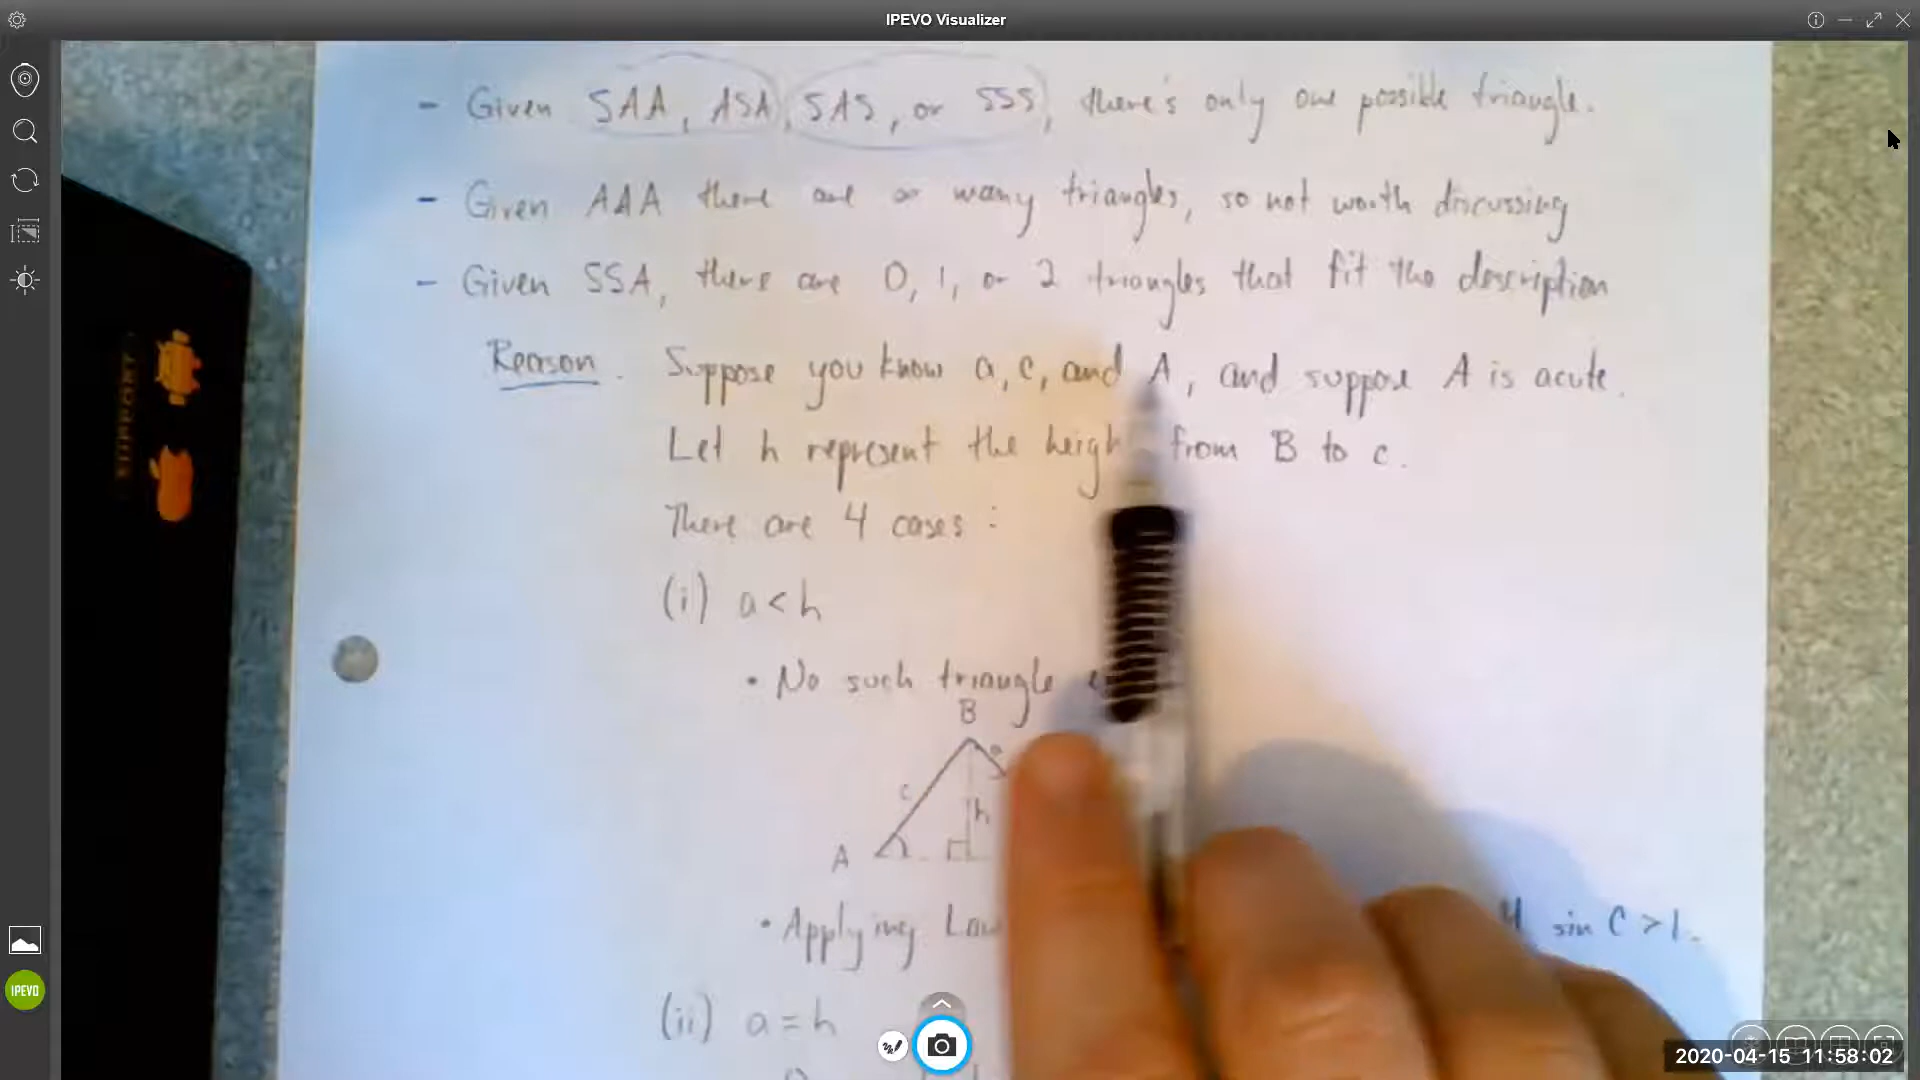 IPEVO Visualizer
- Given SAA, ASA, SAS, or SSS, there's only one possible triangle.
- Given AAA there are ∞ many triangles, so not worth discussing
- Given SSA, there are 0, 1, or 2 triangles that fit the description
Reason. Suppose you know a, c, and A, and suppose A is acute.
Let h represent the heigh from B to c.
There are 4 cases:
(i) a < h
• No such triangle
B
a
c
h
A
• Applying Law sin C > 1.
(ii) a = h
SUPPORT
IPEVO
2020-04-15 11:58:02